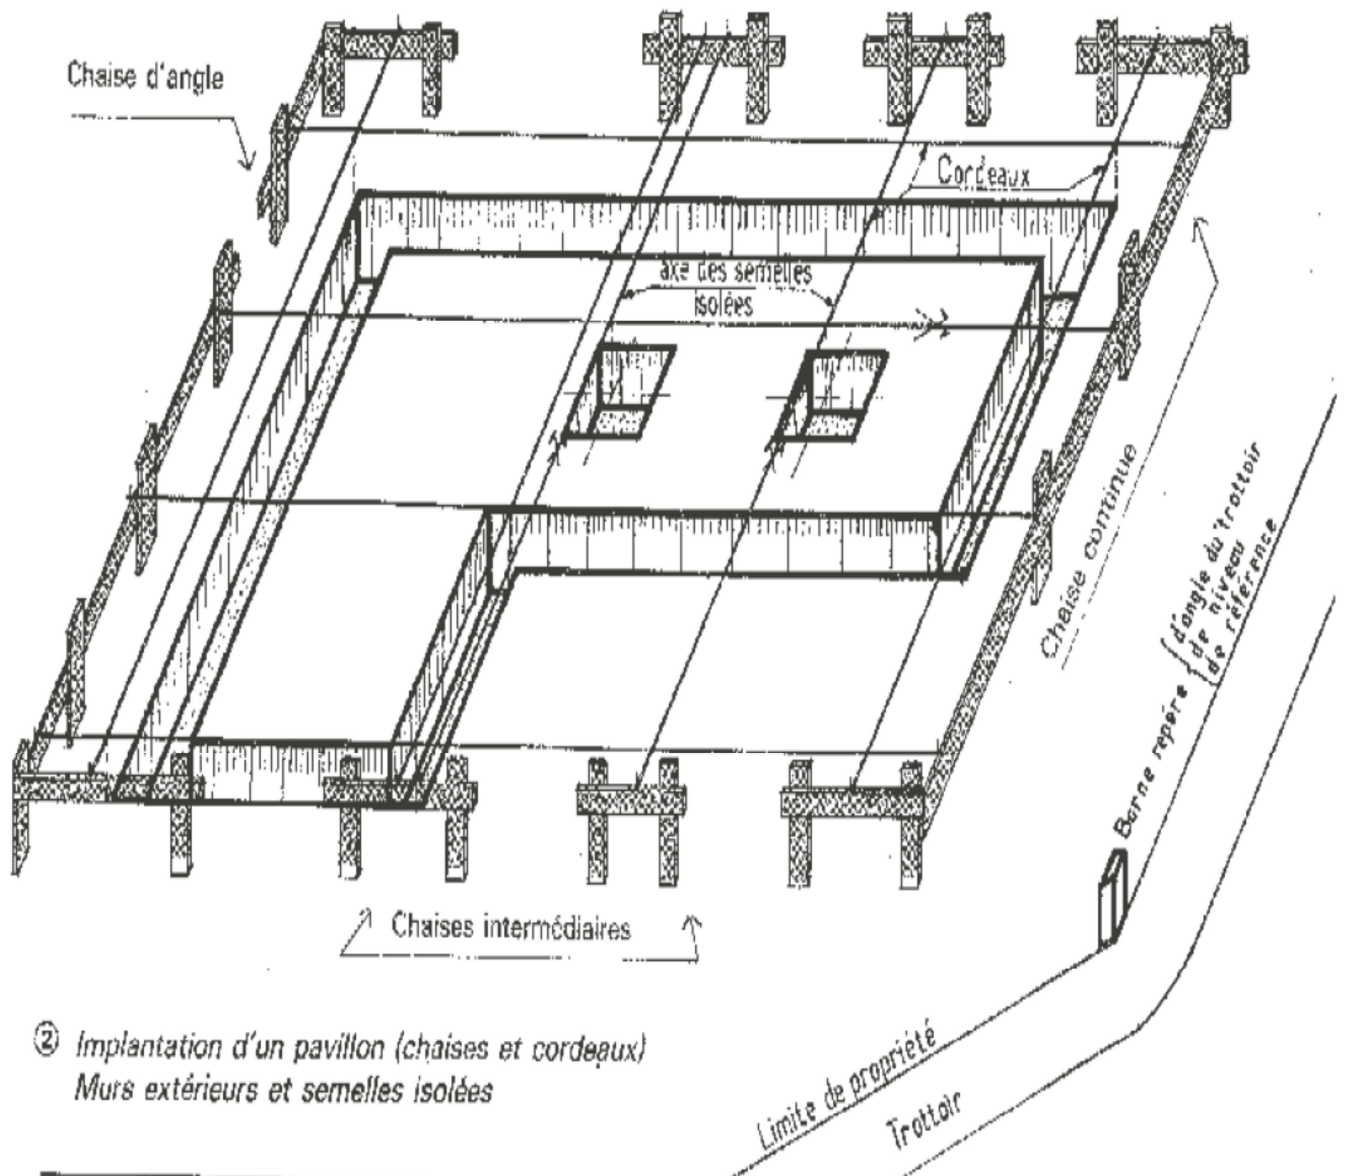 Chaise d'angle
Cordeaux
axe des semelles
isolées
Chaise continue
Borne repère { d'angle du trottoir
de niveau
de référence
Chaises intermédiaires
② Implantation d'un pavillon (chaises et cordeaux)
Murs extérieurs et semelles isolées
Limite de propriété
Trottoir